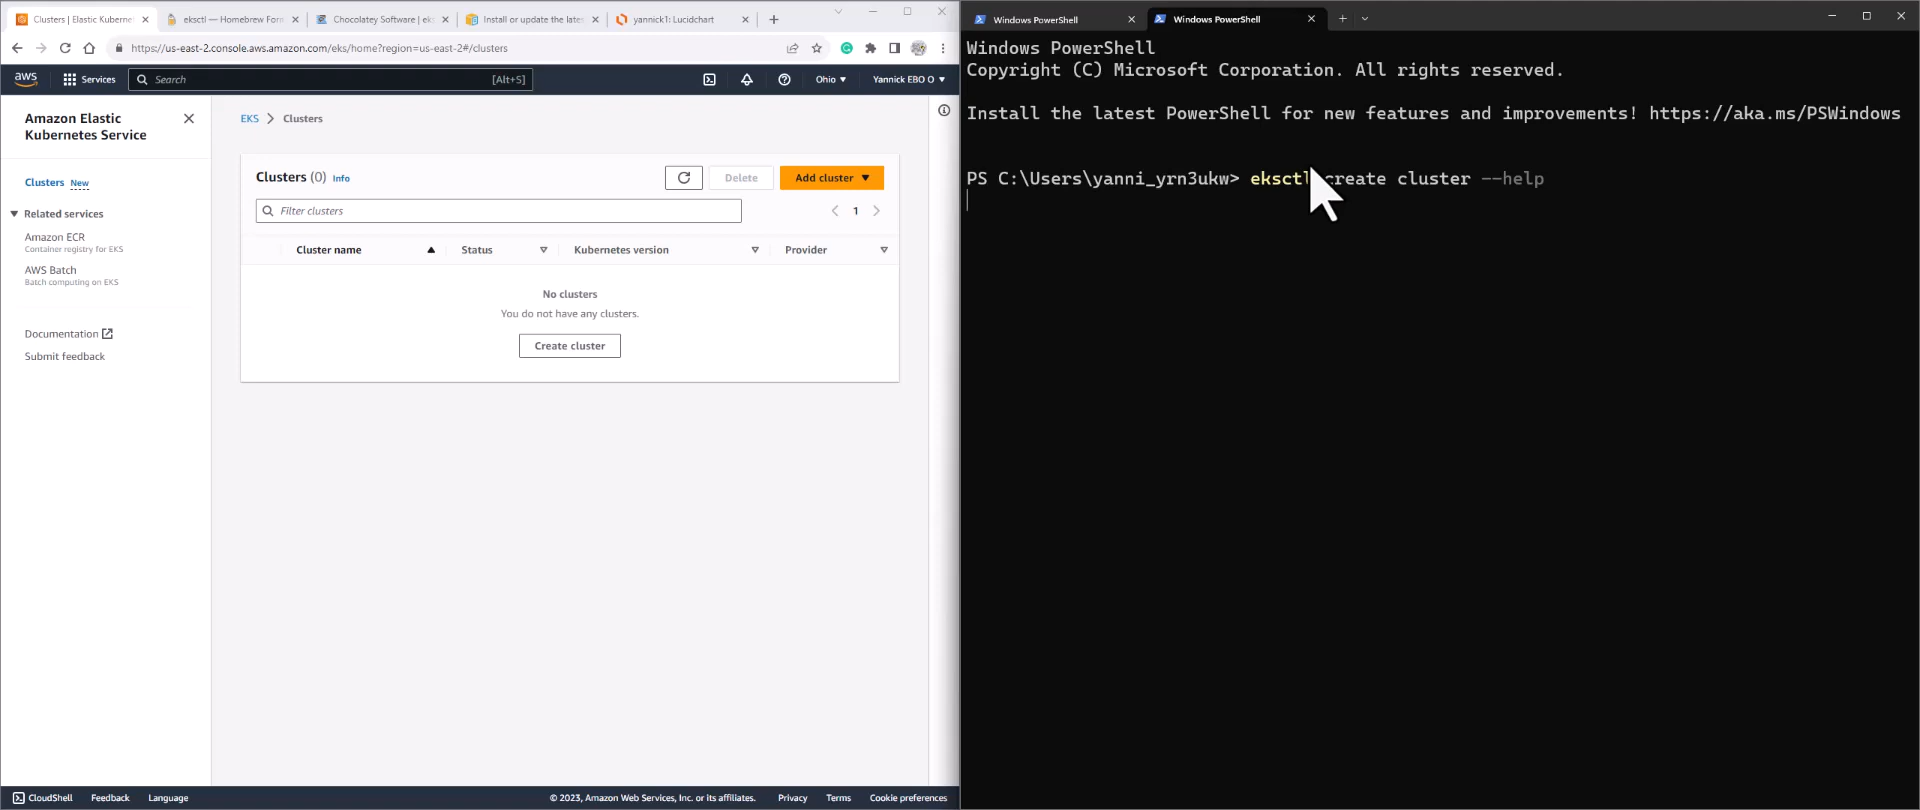 Clusters | Elastic Kubernet
eksctl — Homebrew Form
Chocolatey Software | eks
Install or update the lates
yannick1: Lucidchart
https://us-east-2.console.aws.amazon.com/eks/home?region=us-east-2#/clusters
aws
Services
Search
[Alt+S]
Ohio
Yannick EBO O
Amazon Elastic
Kubernetes Service
Clusters New
Related services
Amazon ECR
Container registry for EKS
AWS Batch
Batch computing on EKS
Documentation
Submit feedback
EKS
Clusters
Clusters (0) Info
Delete
Add cluster
Filter clusters
1
Cluster name
Status
Kubernetes version
Provider
No clusters
You do not have any clusters.
Create cluster
CloudShell
Feedback
Language
© 2023, Amazon Web Services, Inc. or its affiliates.
Privacy
Terms
Cookie preferences
Windows PowerShell
Windows PowerShell
Windows PowerShell
Copyright (C) Microsoft Corporation. All rights reserved.
Install the latest PowerShell for new features and improvements! https://aka.ms/PSWindows
PS C:\Users\yanni_yrn3ukw> eksctl create cluster --help